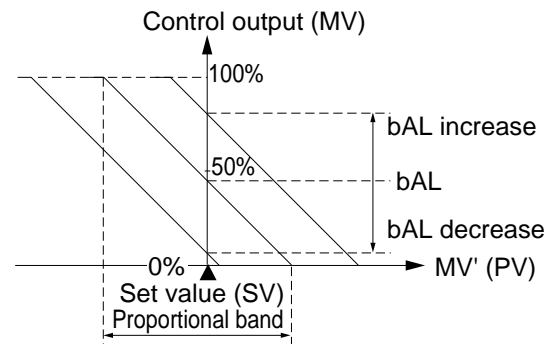 Control output (MV)
100%
bAL increase
50%
bAL
bAL decrease
0%
MV' (PV)
Set value (SV)
Proportional band